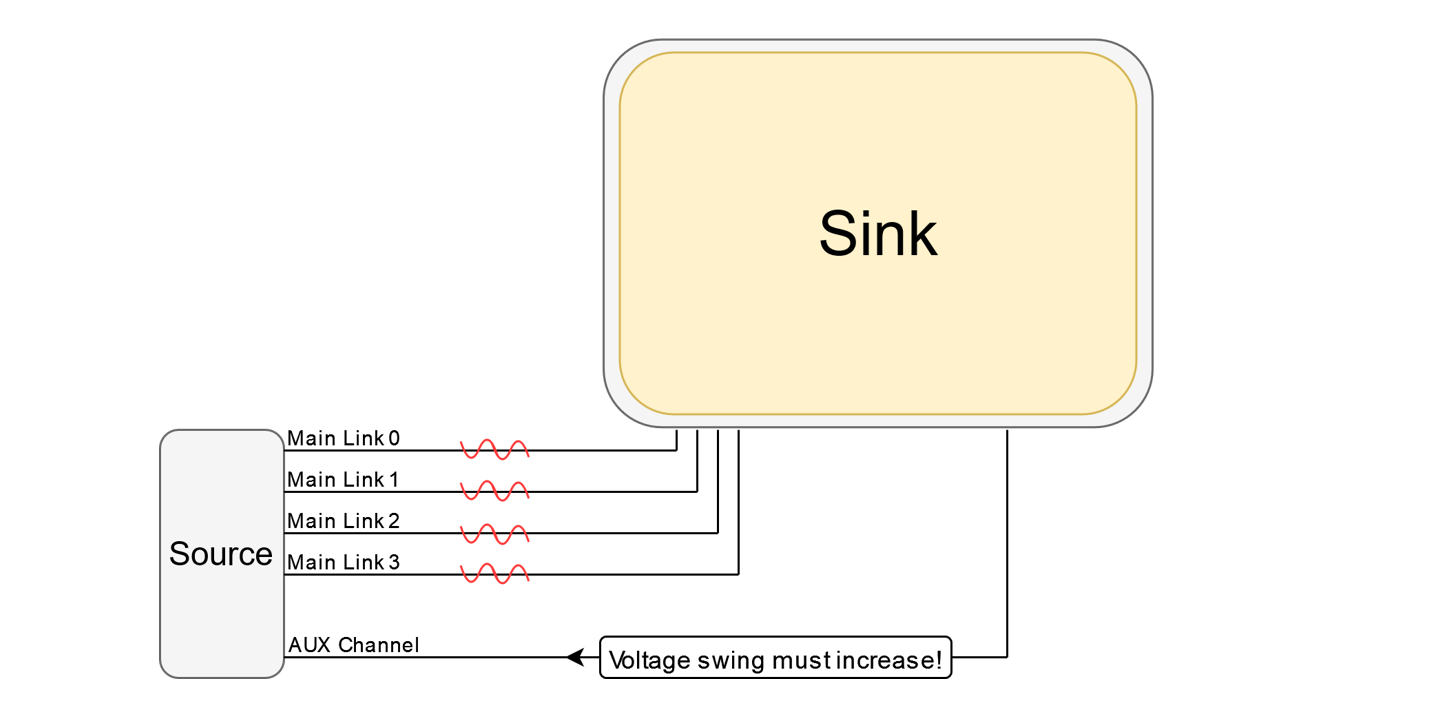 Sink
Main Link 0
Main Link 1
Main Link 2
Source
Main Link 3
AUX Channel
Voltage swing must increase!